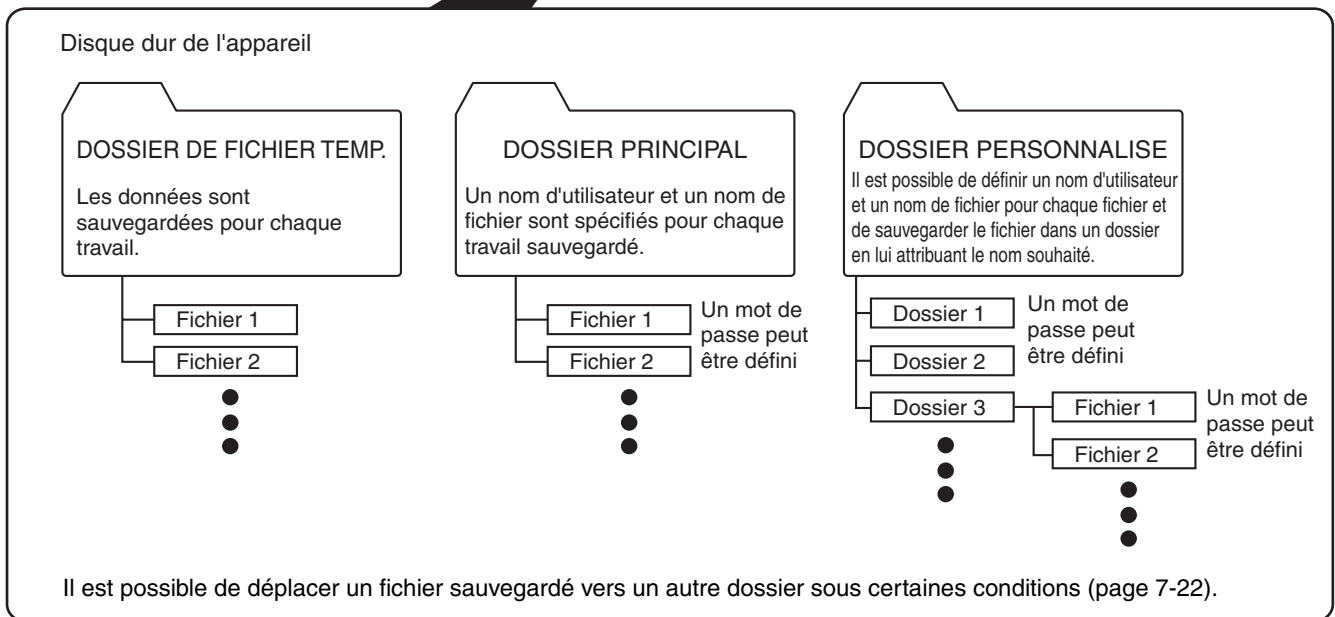 Disque dur de l'appareil
DOSSIER DE FICHIER TEMP.
Les données sont
sauvegardées pour chaque
travail.
Fichier 1
Fichier 2
DOSSIER PRINCIPAL
Un nom d'utilisateur et un nom de
fichier sont spécifiés pour chaque
travail sauvegardé.
Fichier 1
Fichier 2
Un mot de
passe peut
être défini
DOSSIER PERSONNALISE
Il est possible de définir un nom d'utilisateur
et un nom de fichier pour chaque fichier et
de sauvegarder le fichier dans un dossier
en lui attribuant le nom souhaité.
Dossier 1
Dossier 2
Dossier 3
Un mot de
passe peut
être défini
Fichier 1
Fichier 2
Un mot de
passe peut
être défini
Il est possible de déplacer un fichier sauvegardé vers un autre dossier sous certaines conditions (page 7-22).